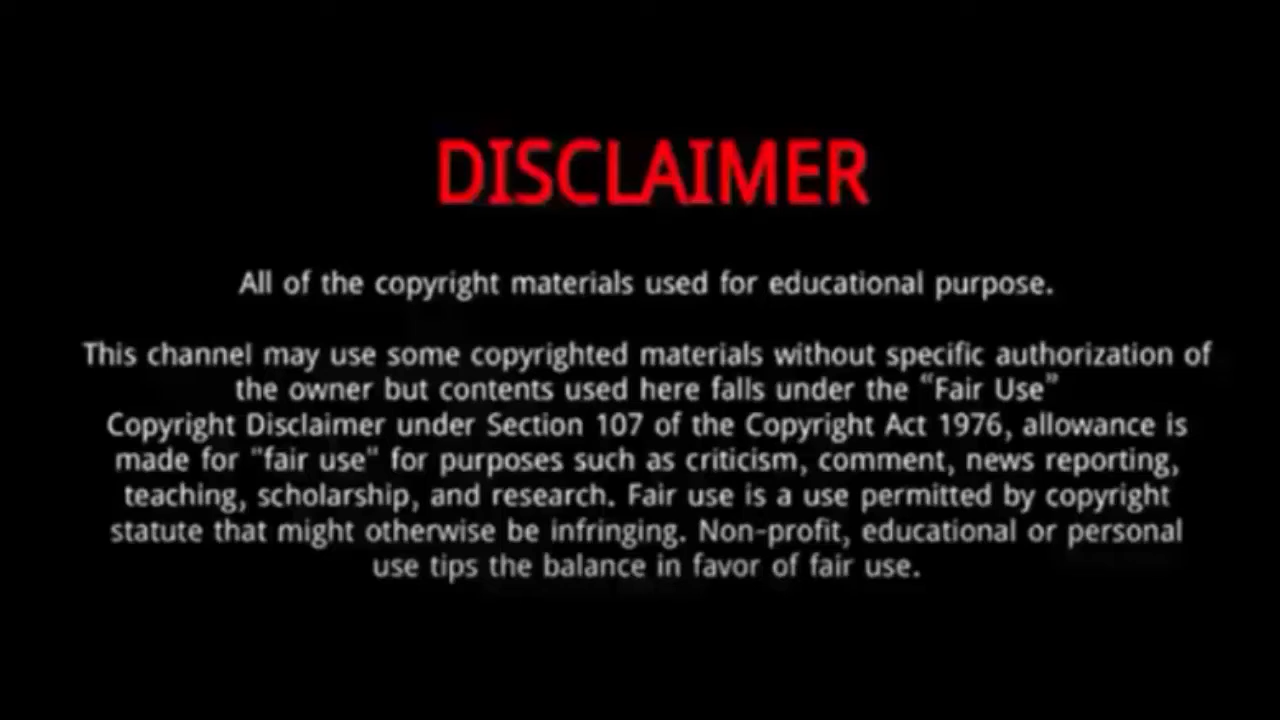 DISCLAIMER
All of the copyright materials used for educational purpose.
This channel may use some copyrighted materials without specific authorization of
the owner but contents used here falls under the “Fair Use”
Copyright Disclaimer under Section 107 of the Copyright Act 1976, allowance is
made for "fair use" for purposes such as criticism, comment, news reporting,
teaching, scholarship, and research. Fair use is a use permitted by copyright
statute that might otherwise be infringing. Non-profit, educational or personal
use tips the balance in favor of fair use.